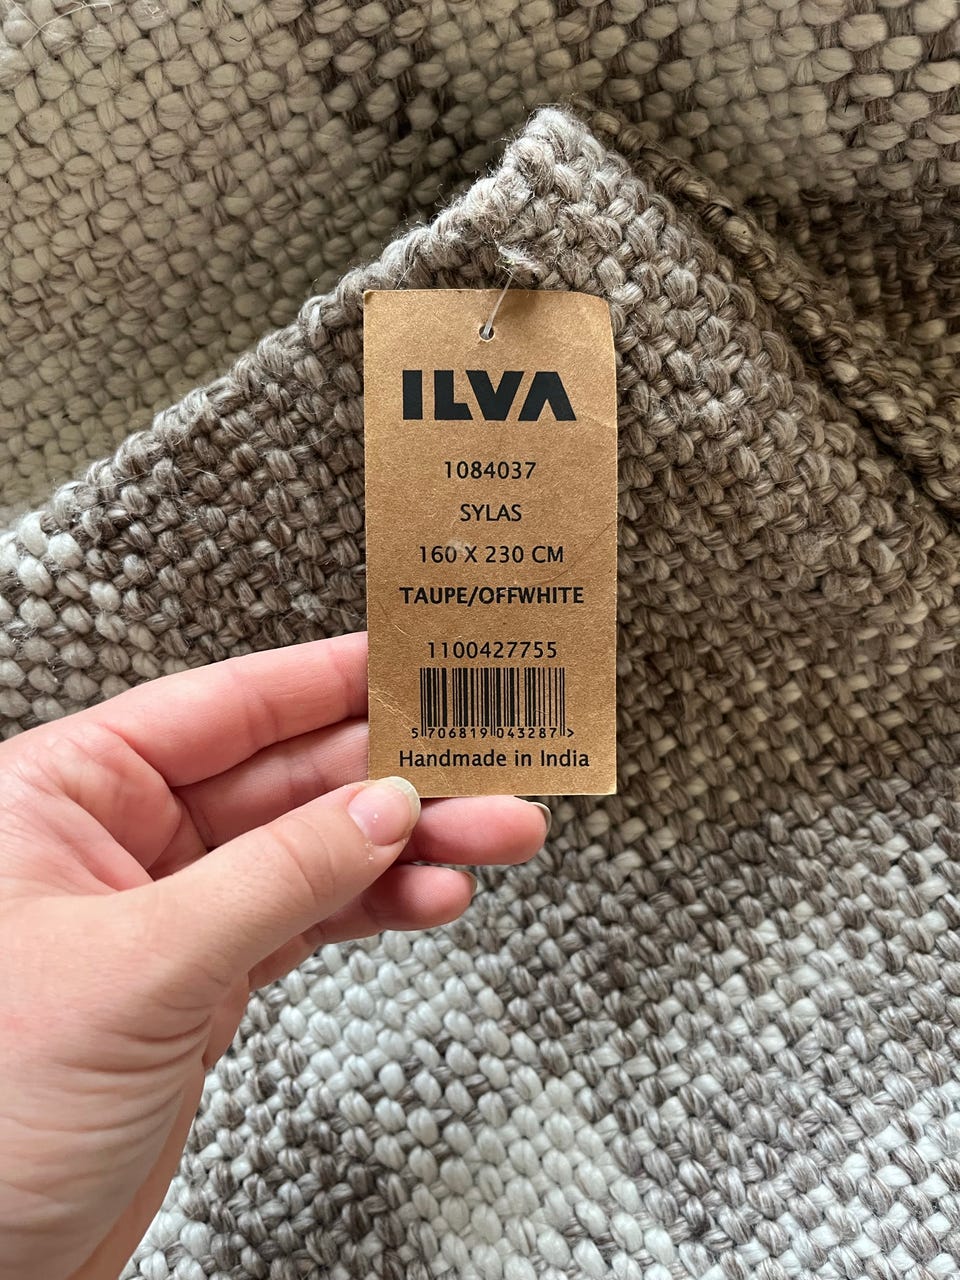 ILVA
1084037
SYLAS
160 X 230 CM
TAUPE/OFFWHITE
1100427755
5 706819 043287 >
Handmade in India